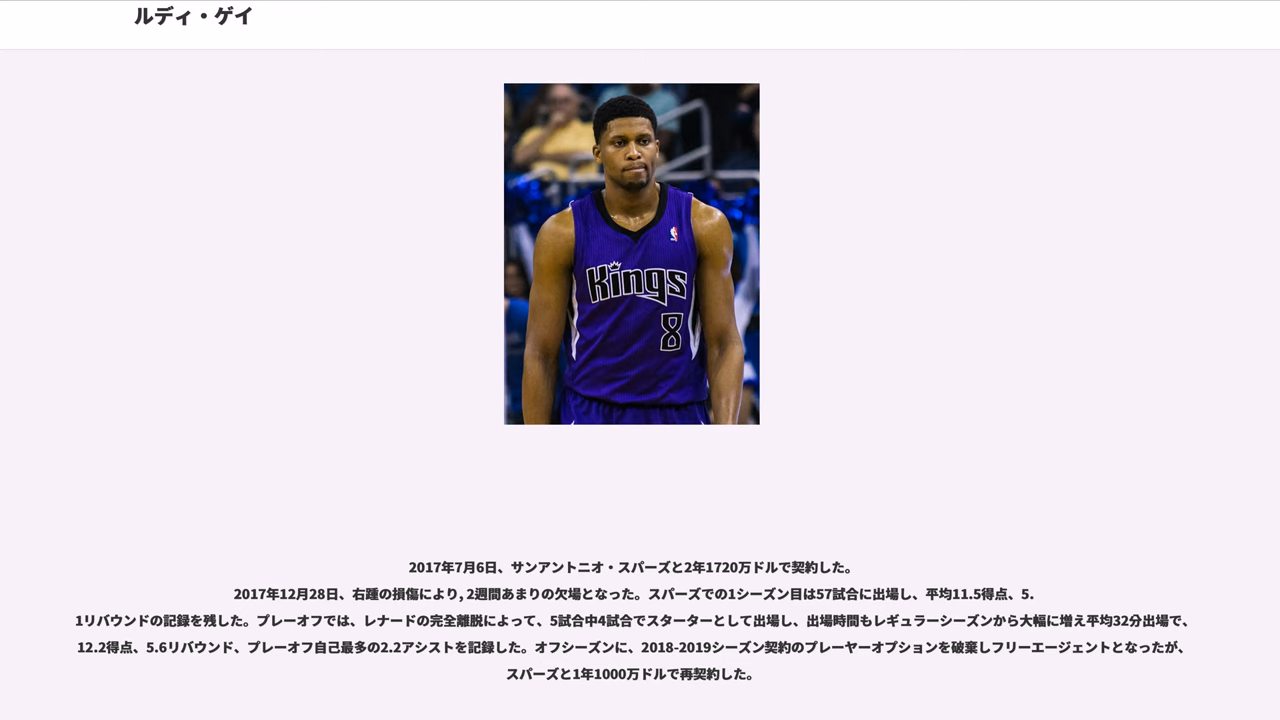 ルディ・ゲイ
Kings
8
2017年7月6日、サンアントニオ・スパーズと2年1720万ドルで契約した。
2017年12月28日、右踵の損傷により, 2週間あまりの欠場となった。スパーズでの1シーズン目は57試合に出場し、平均11.5得点、5.
1リバウンドの記録を残した。プレーオフでは、レナードの完全離脱によって、5試合中4試合でスターターとして出場し、出場時間もレギュラーシーズンから大幅に増え平均32分出場で、
12.2得点、5.6リバウンド、プレーオフ自己最多の2.2アシストを記録した。オフシーズンに、2018-2019シーズン契約のプレーヤーオプションを破棄しフリーエージェントとなったが、
スパーズと1年1000万ドルで再契約した。